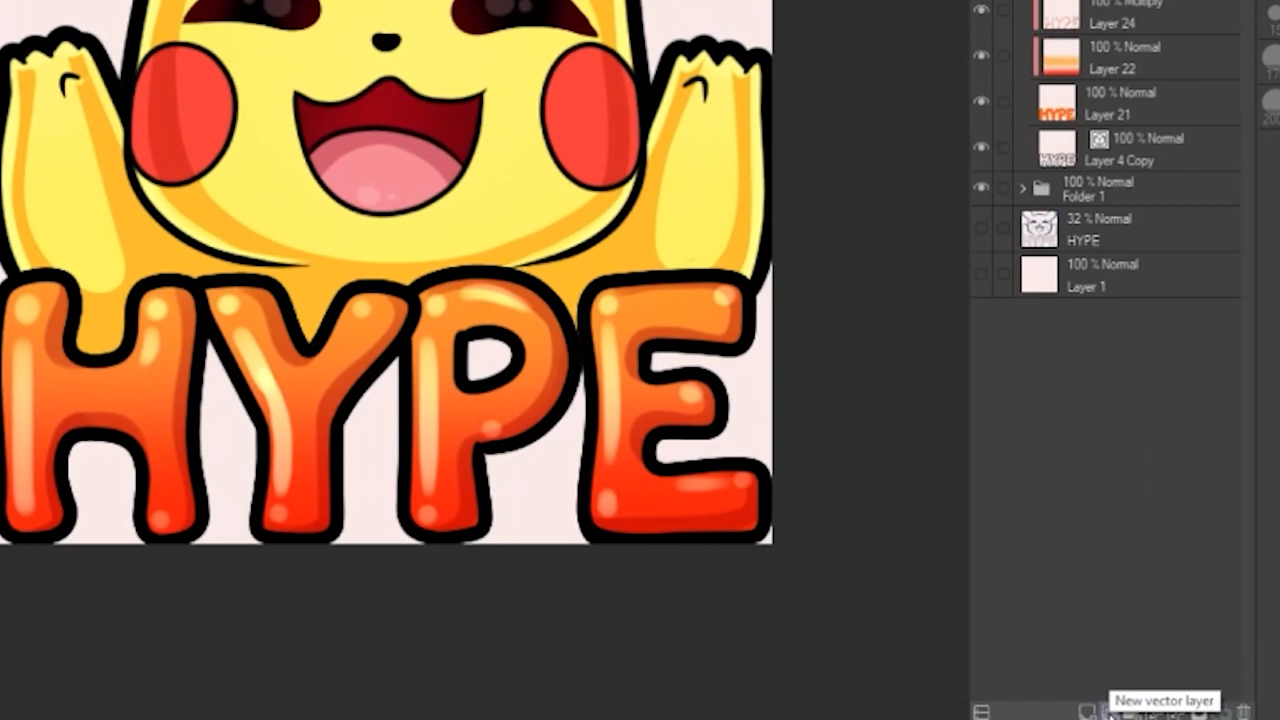 100 % Multiply
Layer 24
100 % Normal
Layer 22
100 % Normal
Layer 21
100 % Normal
Layer 4 Copy
100 % Normal
Folder 1
32 % Normal
HYPE
100 % Normal
Layer 1
HYPE
New vector layer